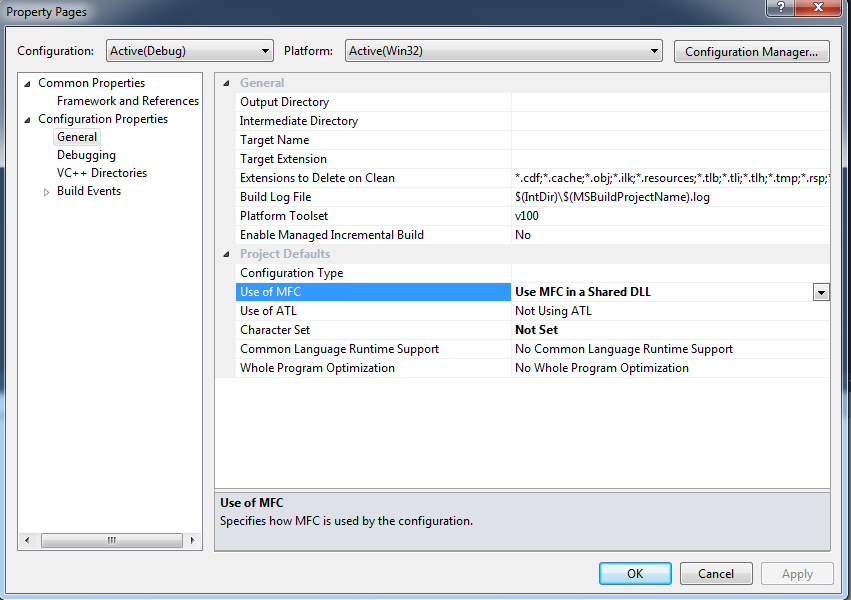 Property Pages
Configuration: Active(Debug) Platform: Active(Win32) Configuration Manager...
Common Properties
Framework and References
Configuration Properties
General
Debugging
VC++ Directories
Build Events
General
Output Directory
Intermediate Directory
Target Name
Target Extension
Extensions to Delete on Clean *.cdf;*.cache;*.obj;*.ilk;*.resources;*.tlb;*.tli;*.tlh;*.tmp;*.rsp;*
Build Log File $(IntDir)\$(MSBuildProjectName).log
Platform Toolset v100
Enable Managed Incremental Build No
Project Defaults
Configuration Type
Use of MFC Use MFC in a Shared DLL
Use of ATL Not Using ATL
Character Set Not Set
Common Language Runtime Support No Common Language Runtime Support
Whole Program Optimization No Whole Program Optimization
Use of MFC
Specifies how MFC is used by the configuration.
OK Cancel Apply